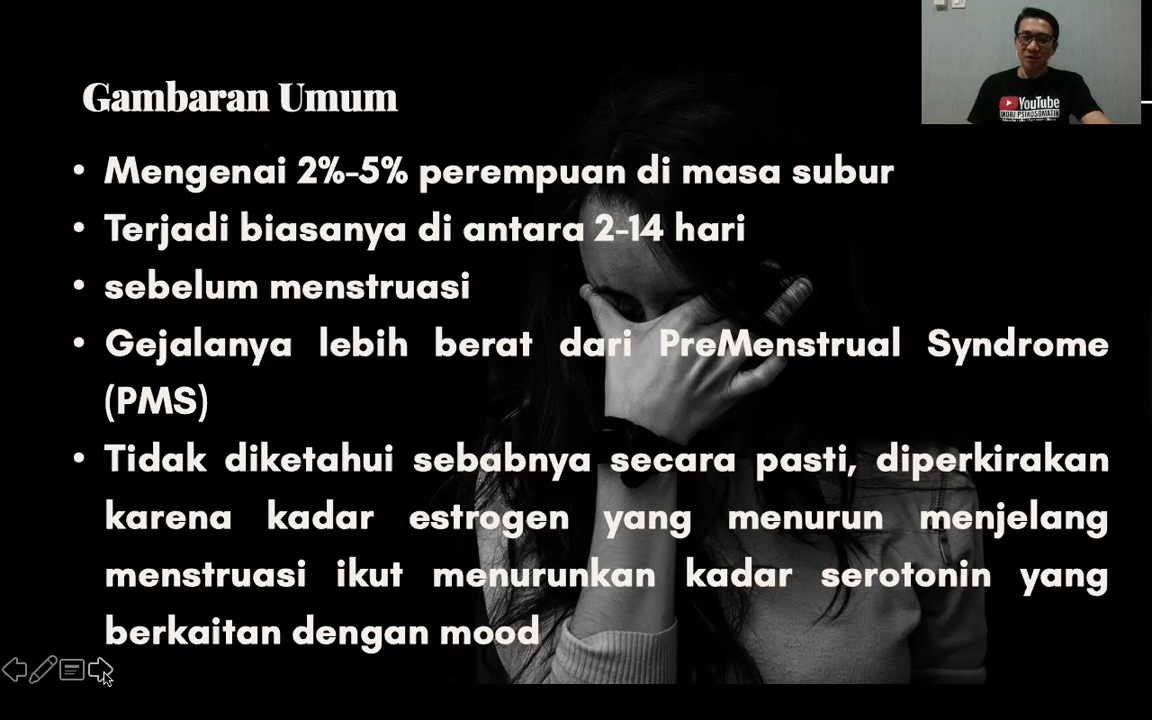 YouTube
Gambaran Umum
• Mengenai 2%-5% perempuan di masa subur
• Terjadi biasanya di antara 2-14 hari
• sebelum menstruasi
• Gejalanya lebih berat dari PreMenstrual Syndrome
(PMS)
• Tidak diketahui sebabnya secara pasti, diperkirakan
karena kadar estrogen yang menurun menjelang
menstruasi ikut menurunkan kadar serotonin yang
berkaitan dengan mood